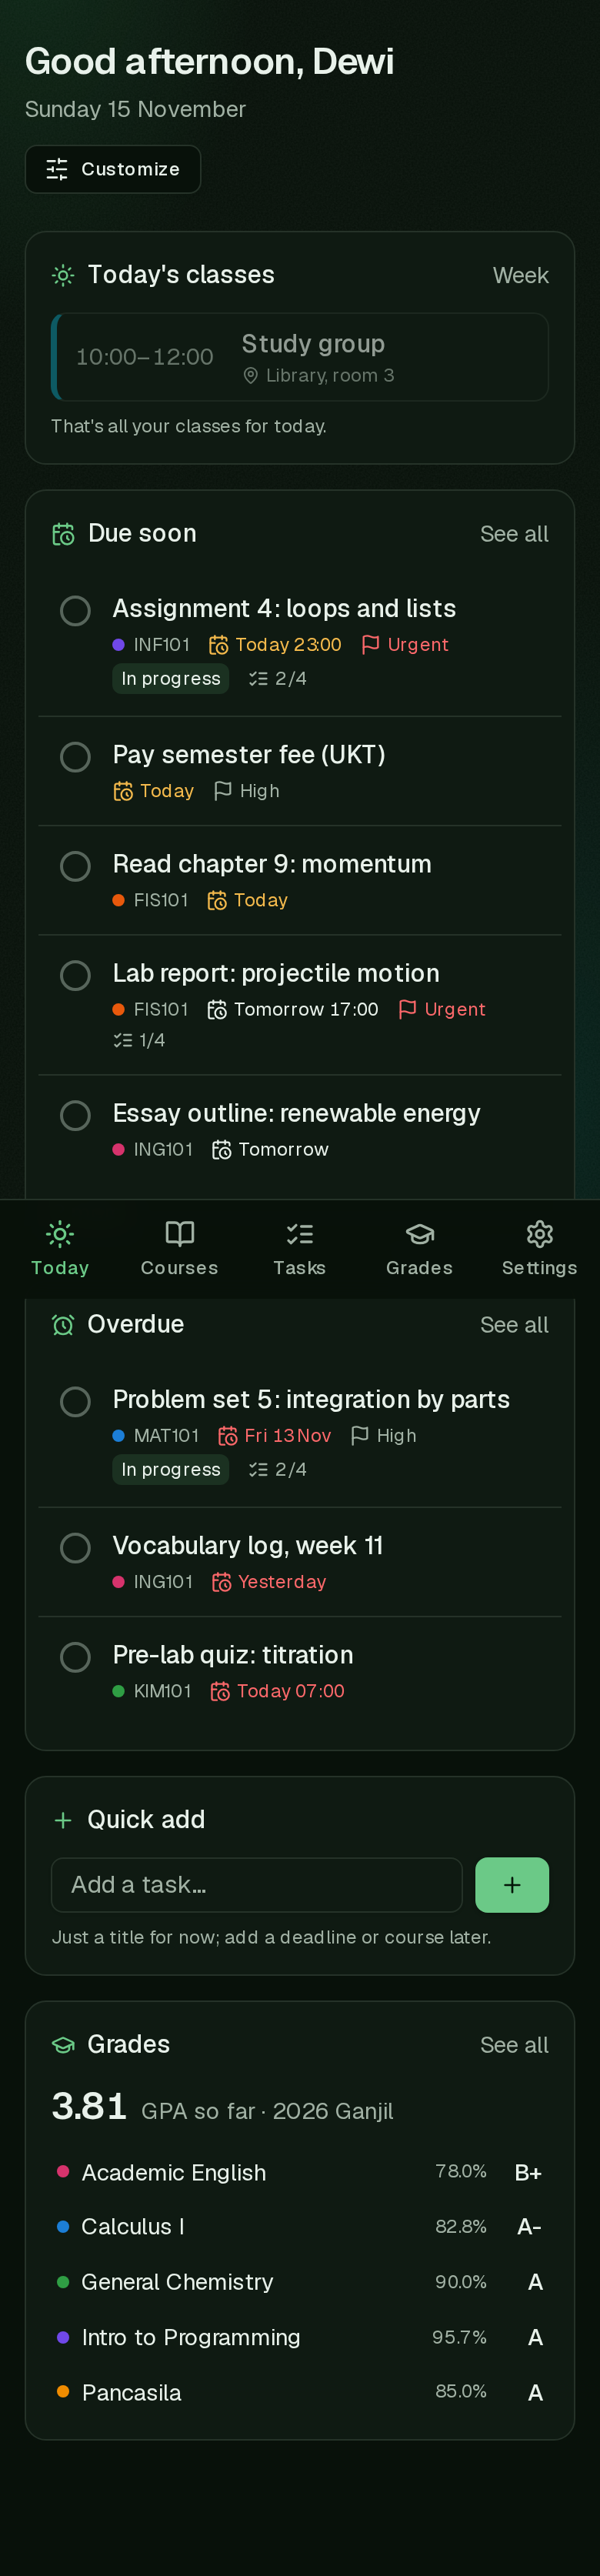 Good afternoon, Dewi
Sunday 15 November
Customize
Today's classes
Week
10:00–12:00
Study group
Library, room 3
That's all your classes for today.
Due soon
See all
Assignment 4: loops and lists
INF101 Today 23:00 Urgent
In progress 2/4
Pay semester fee (UKT)
Today High
Read chapter 9: momentum
FIS101 Today
Lab report: projectile motion
FIS101 Tomorrow 17:00 Urgent
1/4
Essay outline: renewable energy
ING101 Tomorrow
Today Courses Tasks Grades Settings
Overdue
See all
Problem set 5: integration by parts
MAT101 Fri 13 Nov High
In progress 2/4
Vocabulary log, week 11
ING101 Yesterday
Pre-lab quiz: titration
KIM101 Today 07:00
Quick add
Add a task...
Just a title for now; add a deadline or course later.
Grades
See all
3.81 GPA so far · 2026 Ganjil
Academic English 78.0% B+
Calculus I 82.8% A-
General Chemistry 90.0% A
Intro to Programming 95.7% A
Pancasila 85.0% A